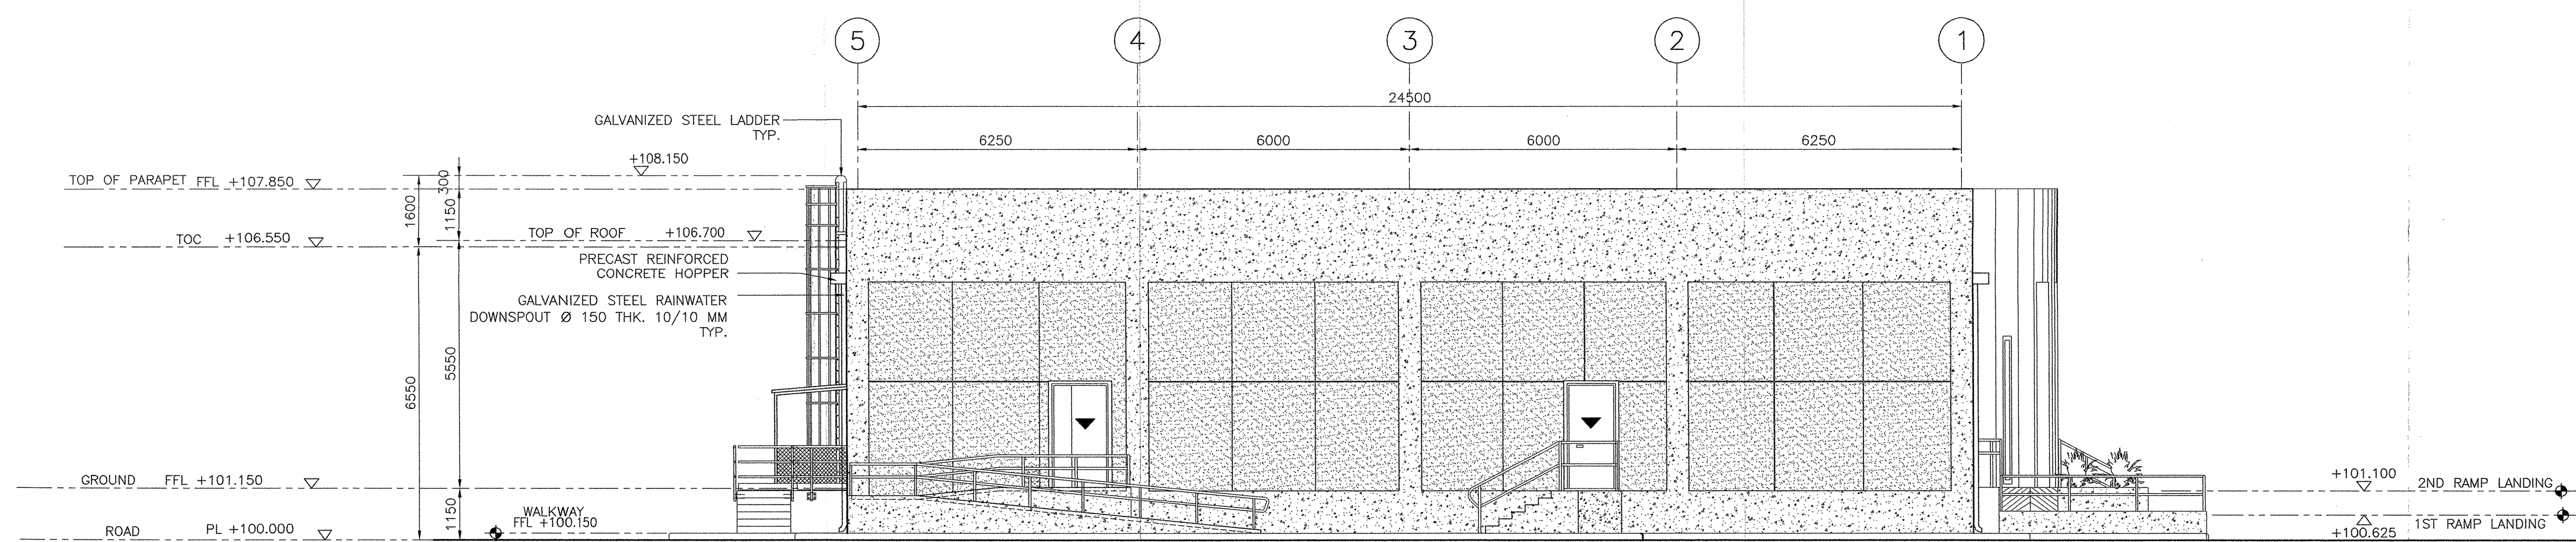 5
4
3
2
1
24500
6250
6000
6000
6250
GALVANIZED STEEL LADDER
TYP.
+108.150
TOP OF PARAPET FFL +107.850
300
1600
1150
TOC +106.550
TOP OF ROOF +106.700
PRECAST REINFORCED
CONCRETE HOPPER
GALVANIZED STEEL RAINWATER
DOWNSPOUT Ø 150 THK. 10/10 MM
TYP.
6550
5550
GROUND FFL +101.150
1150
WALKWAY
FFL +100.150
ROAD PL +100.000
+101.100
2ND RAMP LANDING
1ST RAMP LANDING
+100.625